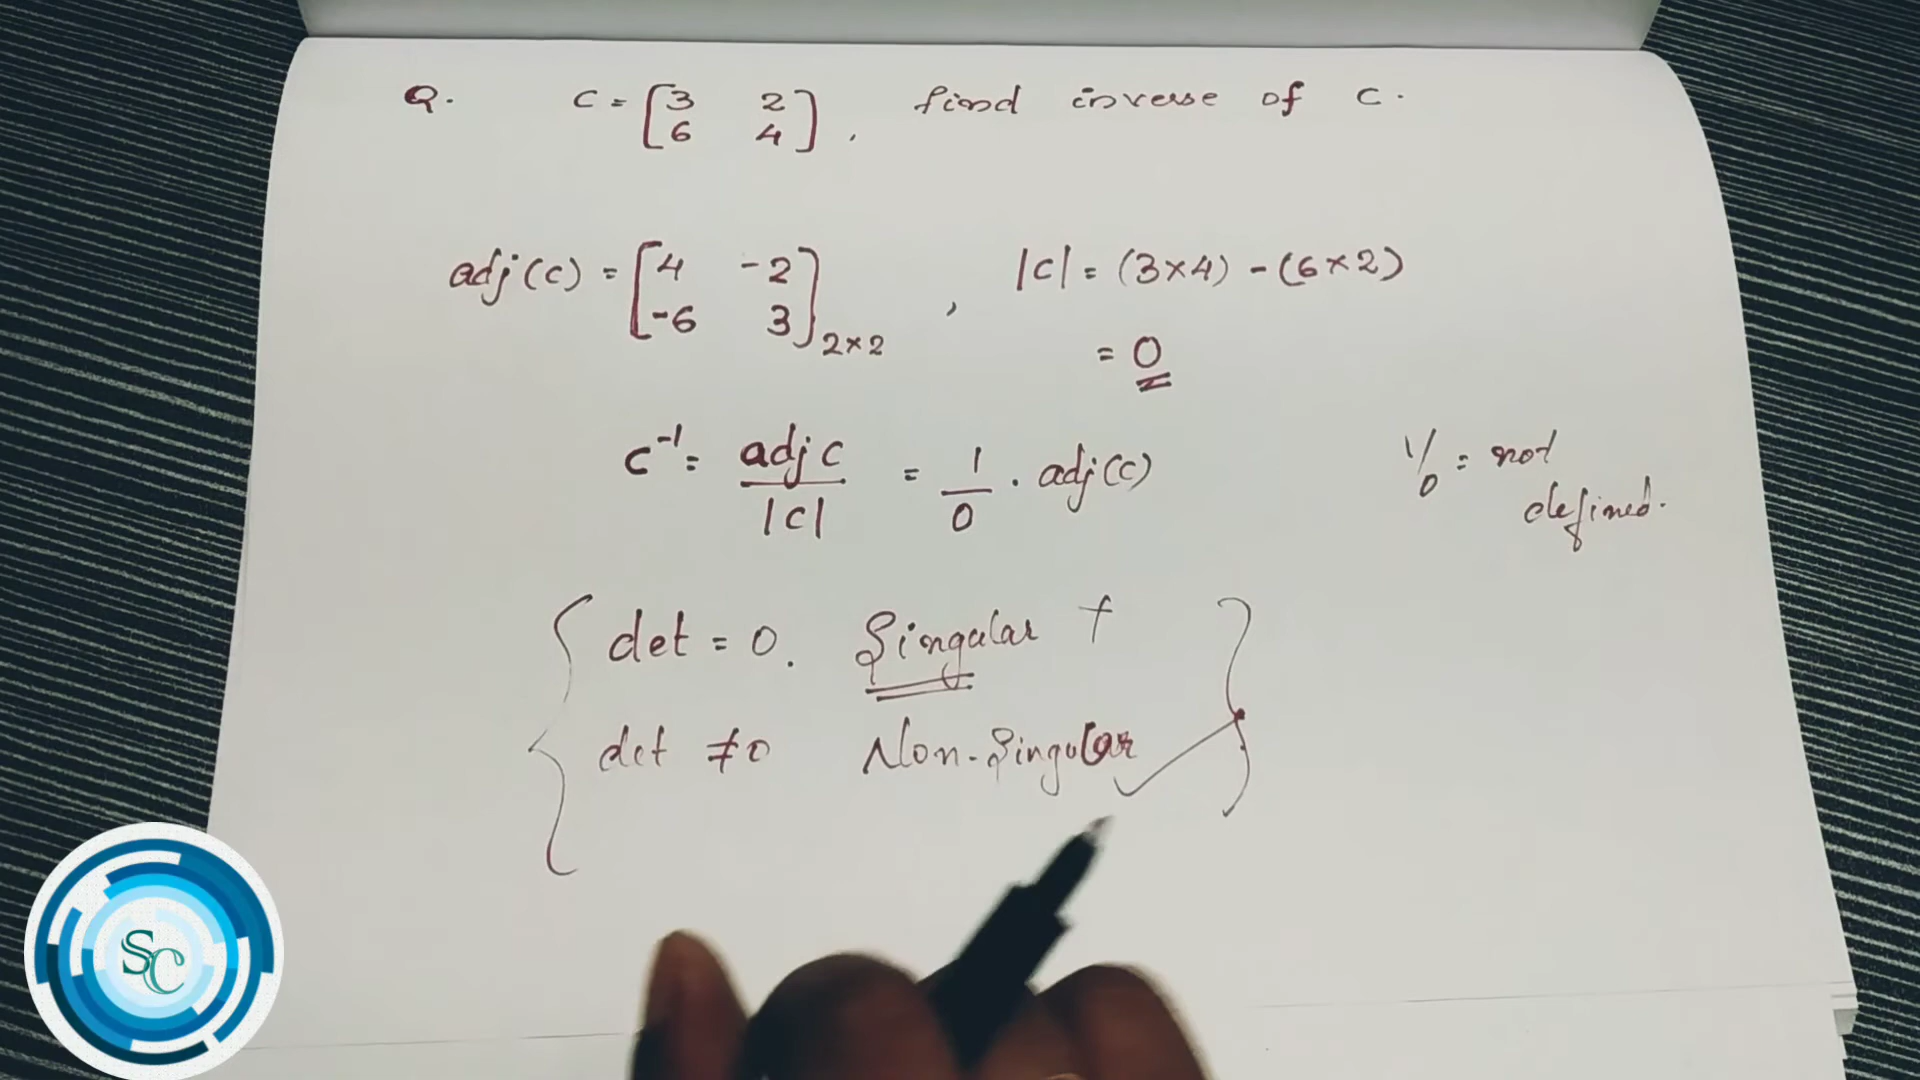 Q. C = [3 2 6 4], find inverse of C.
adj(C) = [4 -2 -6 3]2×2 , |C| = (3×4) - (6×2)
= 0
C⁻¹ = adj C / |C| = 1/0 . adj(C)
1/0 = not defined.
det = 0. Singular ×
det ≠ 0 Non-Singular ✓
SC